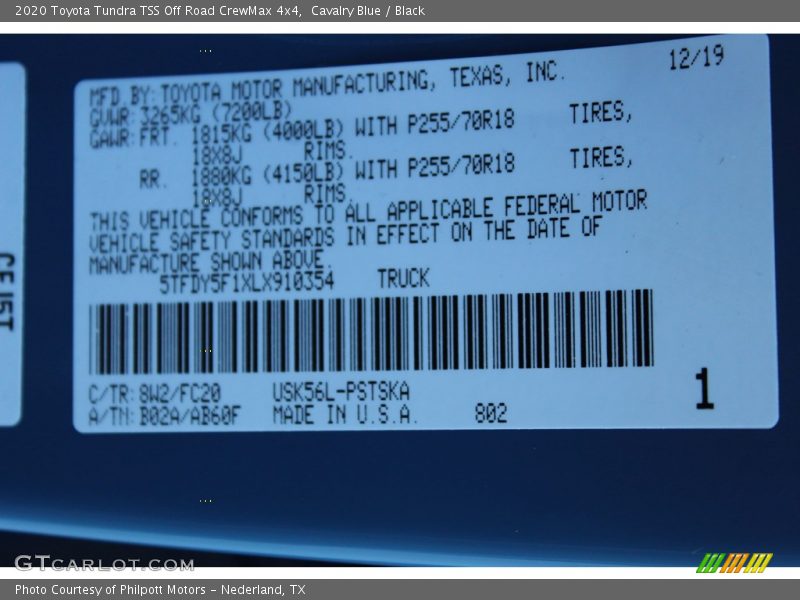 2020 Toyota Tundra TSS Off Road CrewMax 4x4, Cavalry Blue / Black
12/19
MFD BY: TOYOTA MOTOR MANUFACTURING, TEXAS, INC.
GVWR: 3265KG (7200LB)
GAWR: FRT. 1815KG (4000LB) WITH P255/70R18 TIRES,
18X8J RIMS.
RR. 1880KG (4150LB) WITH P255/70R18 TIRES,
18X8J RIMS.
THIS VEHICLE CONFORMS TO ALL APPLICABLE FEDERAL MOTOR
VEHICLE SAFETY STANDARDS IN EFFECT ON THE DATE OF
MANUFACTURE SHOWN ABOVE
5TFDY5F1XLX910354 TRUCK
C/TR: 8W2/FC20 USK56L-PSTSKA
A/TN: B02A/AB60F MADE IN U.S.A. 802
1
GTCARLOT.COM
Photo Courtesy of Philpott Motors - Nederland, TX